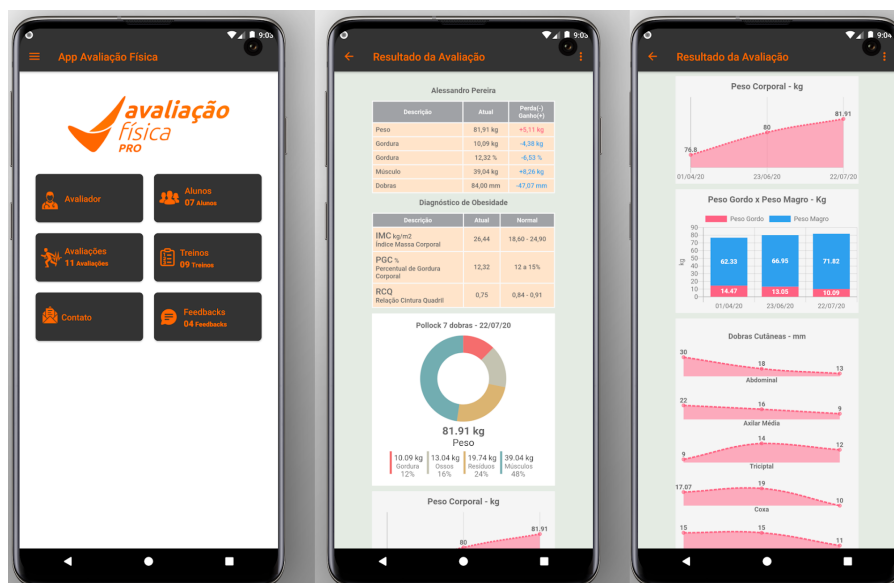 9:03
App Avaliação Física
avaliação
física
PRO
Avaliador
Alunos
07 Alunos
Avaliações
11 Avaliações
Treinos
09 Treinos
Contato
Feedbacks
04 Feedbacks
9:03
Resultado da Avaliação
Alessandro Pereira
Descrição Atual Perda(-) Ganho(+)
Peso 81,91 kg +5,11 kg
Gordura 10,09 kg -4,38 kg
Gordura 12,32 % -6,53 %
Músculo 39,04 kg +8,26 kg
Dobras 84,00 mm -47,07 mm
Diagnóstico de Obesidade
Descrição Atual Normal
IMC kg/m2
Índice Massa Corporal 26,44 18,60 - 24,90
PGC %
Percentual de Gordura Corporal 12,32 12 a 15%
RCQ
Relação Cintura Quadril 0,75 0,84 - 0,91
Pollock 7 dobras - 22/07/20
81.91 kg
Peso
10.09 kg 13.04 kg 19.74 kg 39.04 kg
Gordura Ossos Resíduos Músculos
12% 16% 24% 48%
Peso Corporal - kg
81.91
80
9:04
Resultado da Avaliação
Peso Corporal - kg
81.91
80
76.8
01/04/20 23/06/20 22/07/20
Peso Gordo x Peso Magro - Kg
Peso Gordo Peso Magro
90
80
70
60
50
40
30
20
10
0
kg
62.33 66.95 71.82
14.47 13.05 10.09
01/04/20 23/06/20 22/07/20
Dobras Cutâneas - mm
30 18 13
Abdominal
22 16 9
Axilar Média
9 14 12
Triciptal
17.07 19 10
Coxa
15 15 11